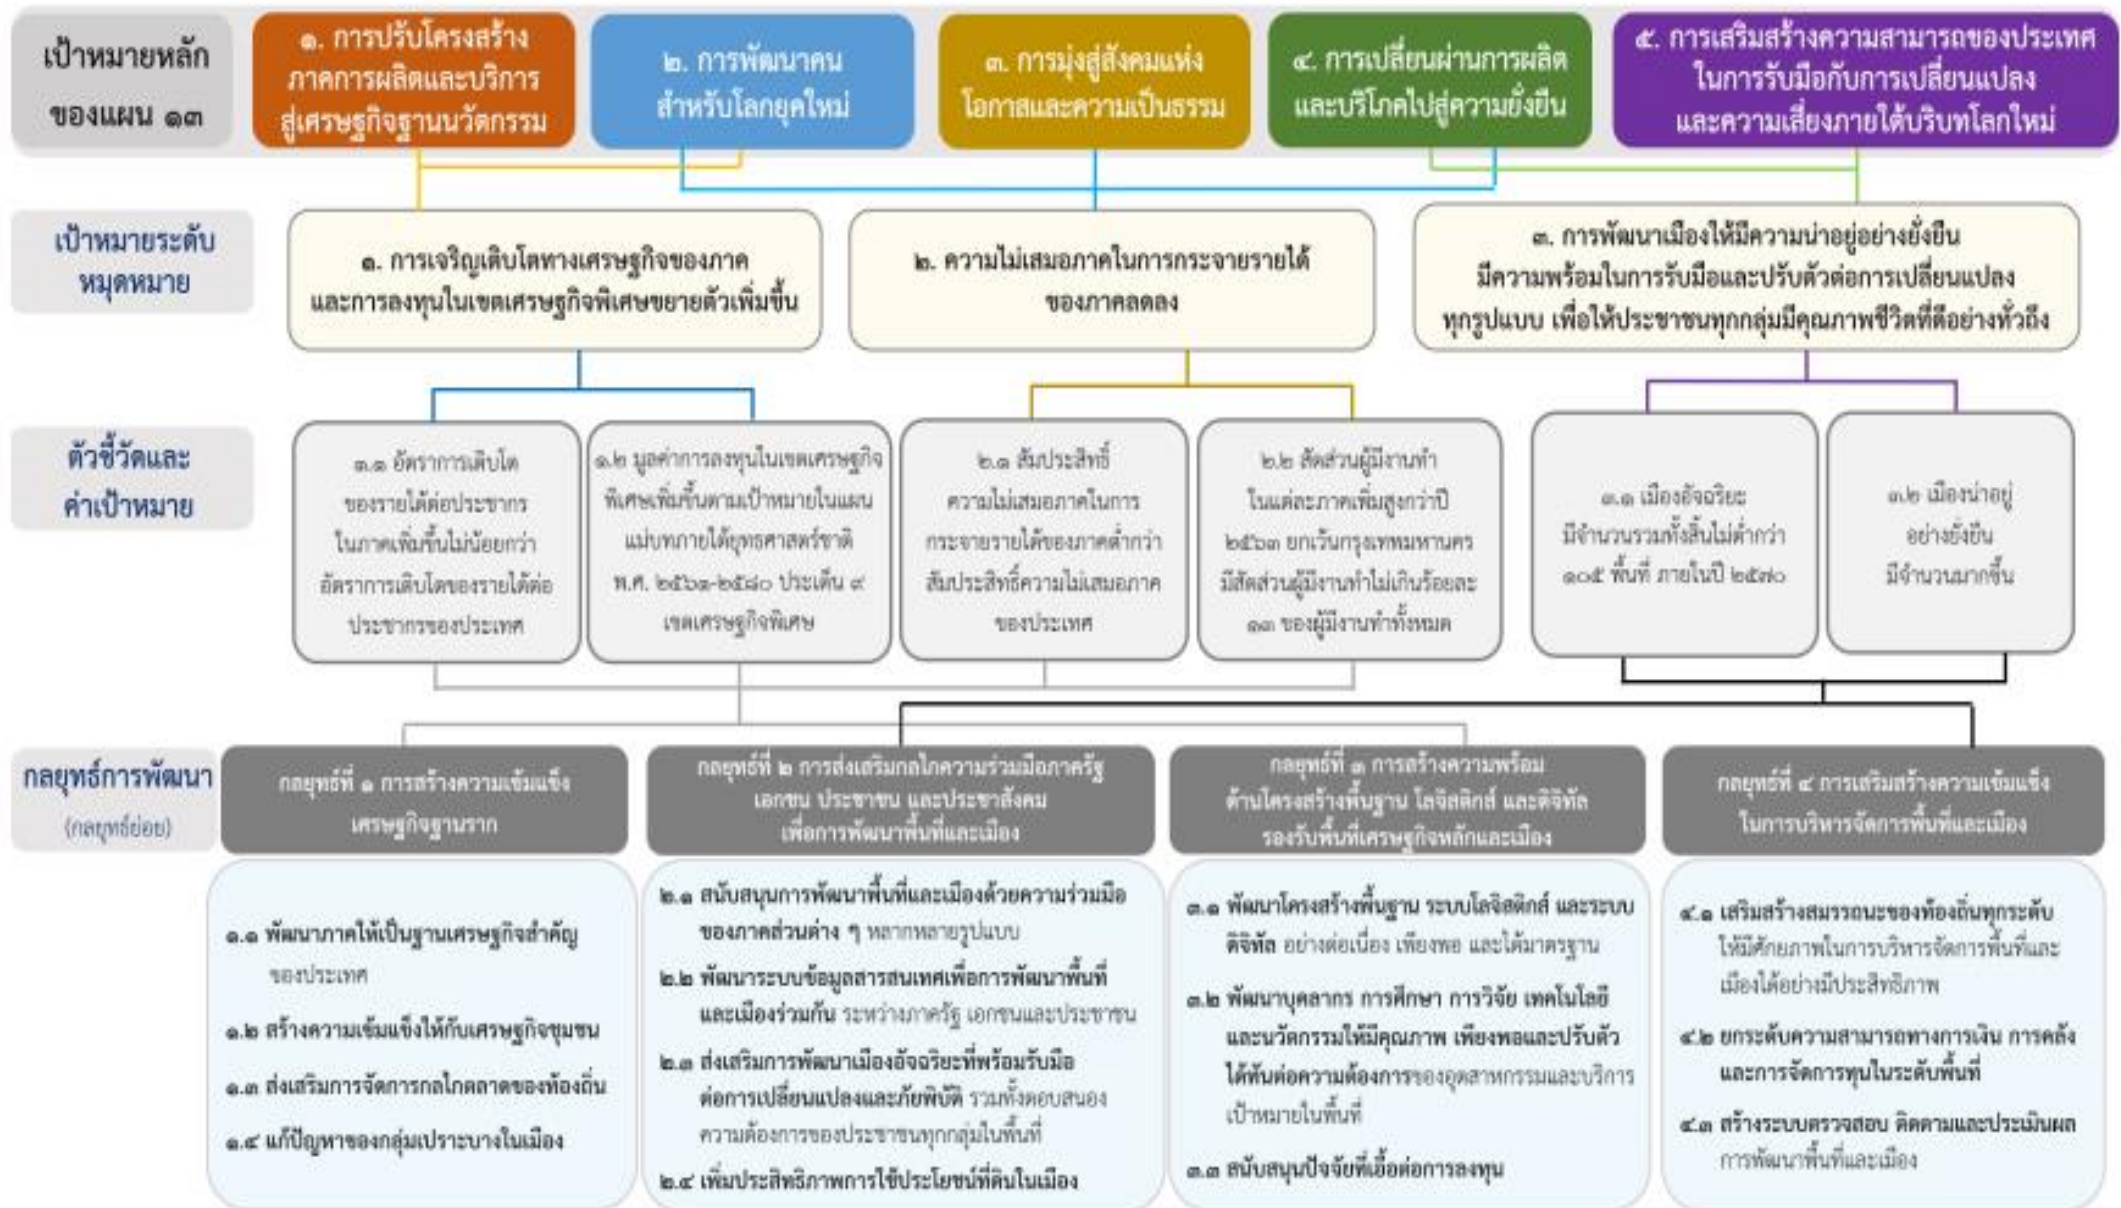 เป้าหมายหลัก
ของแผน ๑๓
๑. การปรับโครงสร้าง
ภาคการผลิตและบริการ
สู่เศรษฐกิจฐานนวัตกรรม
๒. การพัฒนาคน
สำหรับโลกยุคใหม่
๓. การมุ่งสู่สังคมแห่ง
โอกาสและความเป็นธรรม
๔. การเปลี่ยนผ่านการผลิต
และบริโภคไปสู่ความยั่งยืน
๕. การเสริมสร้างความสามารถของประเทศ
ในการรับมือกับการเปลี่ยนแปลง
และความเสี่ยงภายใต้บริบทโลกใหม่
เป้าหมายระดับ
หมุดหมาย
๑. การเจริญเติบโตทางเศรษฐกิจของภาค
และการลงทุนในเขตเศรษฐกิจพิเศษขยายตัวเพิ่มขึ้น
๒. ความไม่เสมอภาคในการกระจายรายได้
ของภาคลดลง
๓. การพัฒนาเมืองให้มีความน่าอยู่อย่างยั่งยืน
มีความพร้อมในการรับมือและปรับตัวต่อการเปลี่ยนแปลง
ทุกรูปแบบ เพื่อให้ประชาชนทุกกลุ่มมีคุณภาพชีวิตที่ดีอย่างทั่วถึง
ตัวชี้วัดและ
ค่าเป้าหมาย
๑.๑ อัตราการเติบโต
ของรายได้ต่อประชากร
ในภาคเพิ่มขึ้นไม่น้อยกว่า
อัตราการเติบโตของรายได้ต่อ
ประชากรของประเทศ
๑.๒ มูลค่าการลงทุนในเขตเศรษฐกิจ
พิเศษเพิ่มขึ้นตามเป้าหมายในแผน
แม่บทภายใต้ยุทธศาสตร์ชาติ
พ.ศ. ๒๕๖๑-๒๕๘๐ ประเด็น ๙
เขตเศรษฐกิจพิเศษ
๒.๑ สัมประสิทธิ์
ความไม่เสมอภาคในการ
กระจายรายได้ของภาคต่ำกว่า
สัมประสิทธิ์ความไม่เสมอภาค
ของประเทศ
๒.๒ สัดส่วนผู้มีงานทำ
ในแต่ละภาคเพิ่มสูงกว่าปี
๒๕๖๓ ยกเว้นกรุงเทพมหานคร
มีสัดส่วนผู้มีงานทำไม่เกินร้อยละ
๑๓ ของผู้มีงานทำทั้งหมด
๓.๑ เมืองอัจฉริยะ
มีจำนวนรวมทั้งสิ้นไม่ต่ำกว่า
๑๐๕ พื้นที่ ภายในปี ๒๕๗๐
๓.๒ เมืองน่าอยู่
อย่างยั่งยืน
มีจำนวนมากขึ้น
กลยุทธ์การพัฒนา
(กลยุทธ์ย่อย)
กลยุทธ์ที่ ๑ การสร้างความเข้มแข็ง
เศรษฐกิจฐานราก
กลยุทธ์ที่ ๒ การส่งเสริมกลไกความร่วมมือภาครัฐ
เอกชน ประชาชน และประชาสังคม
เพื่อการพัฒนาพื้นที่และเมือง
กลยุทธ์ที่ ๓ การสร้างความพร้อม
ด้านโครงสร้างพื้นฐาน โลจิสติกส์ และดิจิทัล
รองรับพื้นที่เศรษฐกิจหลักและเมือง
กลยุทธ์ที่ ๔ การเสริมสร้างความเข้มแข็ง
ในการบริหารจัดการพื้นที่และเมือง
๑.๑ พัฒนาภาคให้เป็นฐานเศรษฐกิจสำคัญ
ของประเทศ
๑.๒ สร้างความเข้มแข็งให้กับเศรษฐกิจชุมชน
๑.๓ ส่งเสริมการจัดการกลไกตลาดของท้องถิ่น
๑.๔ แก้ปัญหาของกลุ่มเปราะบางในเมือง
๒.๑ สนับสนุนการพัฒนาพื้นที่และเมืองด้วยความร่วมมือ
ของภาคส่วนต่าง ๆ หลากหลายรูปแบบ
๒.๒ พัฒนาระบบข้อมูลสารสนเทศเพื่อการพัฒนาพื้นที่
และเมืองร่วมกัน ระหว่างภาครัฐ เอกชนและประชาชน
๒.๓ ส่งเสริมการพัฒนาเมืองอัจฉริยะที่พร้อมรับมือ
ต่อการเปลี่ยนแปลงและภัยพิบัติ รวมทั้งตอบสนอง
ความต้องการของประชาชนทุกกลุ่มในพื้นที่
๒.๔ เพิ่มประสิทธิภาพการใช้ประโยชน์ที่ดินในเมือง
๓.๑ พัฒนาโครงสร้างพื้นฐาน ระบบโลจิสติกส์ และระบบ
ดิจิทัล อย่างต่อเนื่อง เพียงพอ และได้มาตรฐาน
๓.๒ พัฒนาบุคลากร การศึกษา การวิจัย เทคโนโลยี
และนวัตกรรมให้มีคุณภาพ เพียงพอและปรับตัว
ได้ทันต่อความต้องการของอุตสาหกรรมและบริการ
เป้าหมายในพื้นที่
๓.๓ สนับสนุนปัจจัยที่เอื้อต่อการลงทุน
๔.๑ เสริมสร้างสมรรถนะของท้องถิ่นทุกระดับ
ให้มีศักยภาพในการบริหารจัดการพื้นที่และ
เมืองได้อย่างมีประสิทธิภาพ
๔.๒ ยกระดับความสามารถทางการเงิน การคลัง
และการจัดการทุนในระดับพื้นที่
๔.๓ สร้างระบบตรวจสอบ ติดตามและประเมินผล
การพัฒนาพื้นที่และเมือง